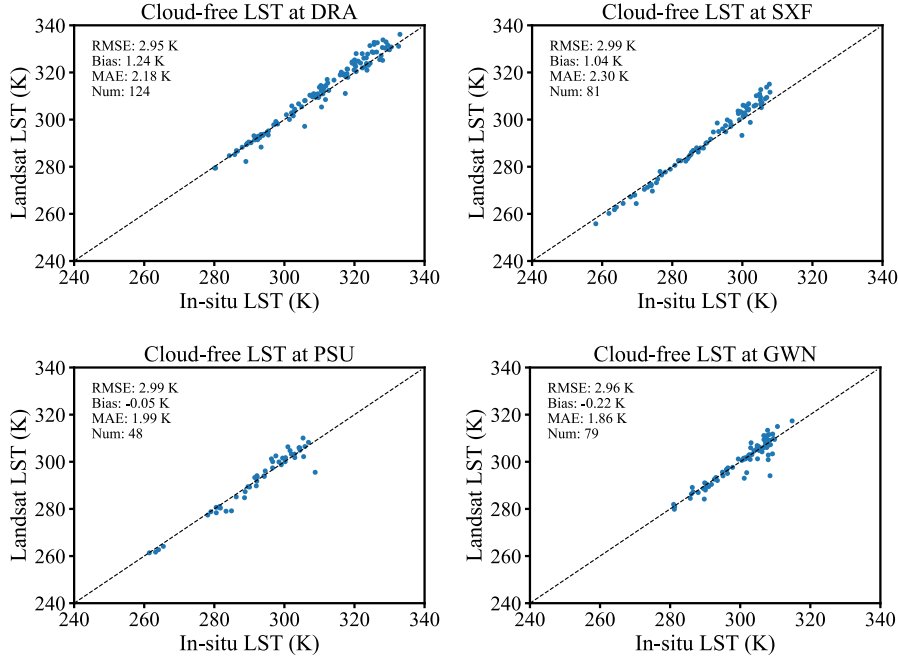 Cloud-free LST at DRA
RMSE: 2.95 K
Bias: 1.24 K
MAE: 2.18 K
Num: 124
340
320
300
280
260
240
Landsat LST (K)
240 260 280 300 320 340
In-situ LST (K)
Cloud-free LST at SXF
RMSE: 2.99 K
Bias: 1.04 K
MAE: 2.30 K
Num: 81
340
320
300
280
260
240
Landsat LST (K)
240 260 280 300 320 340
In-situ LST (K)
Cloud-free LST at PSU
RMSE: 2.99 K
Bias: -0.05 K
MAE: 1.99 K
Num: 48
340
320
300
280
260
240
Landsat LST (K)
240 260 280 300 320 340
In-situ LST (K)
Cloud-free LST at GWN
RMSE: 2.96 K
Bias: -0.22 K
MAE: 1.86 K
Num: 79
340
320
300
280
260
240
Landsat LST (K)
240 260 280 300 320 340
In-situ LST (K)